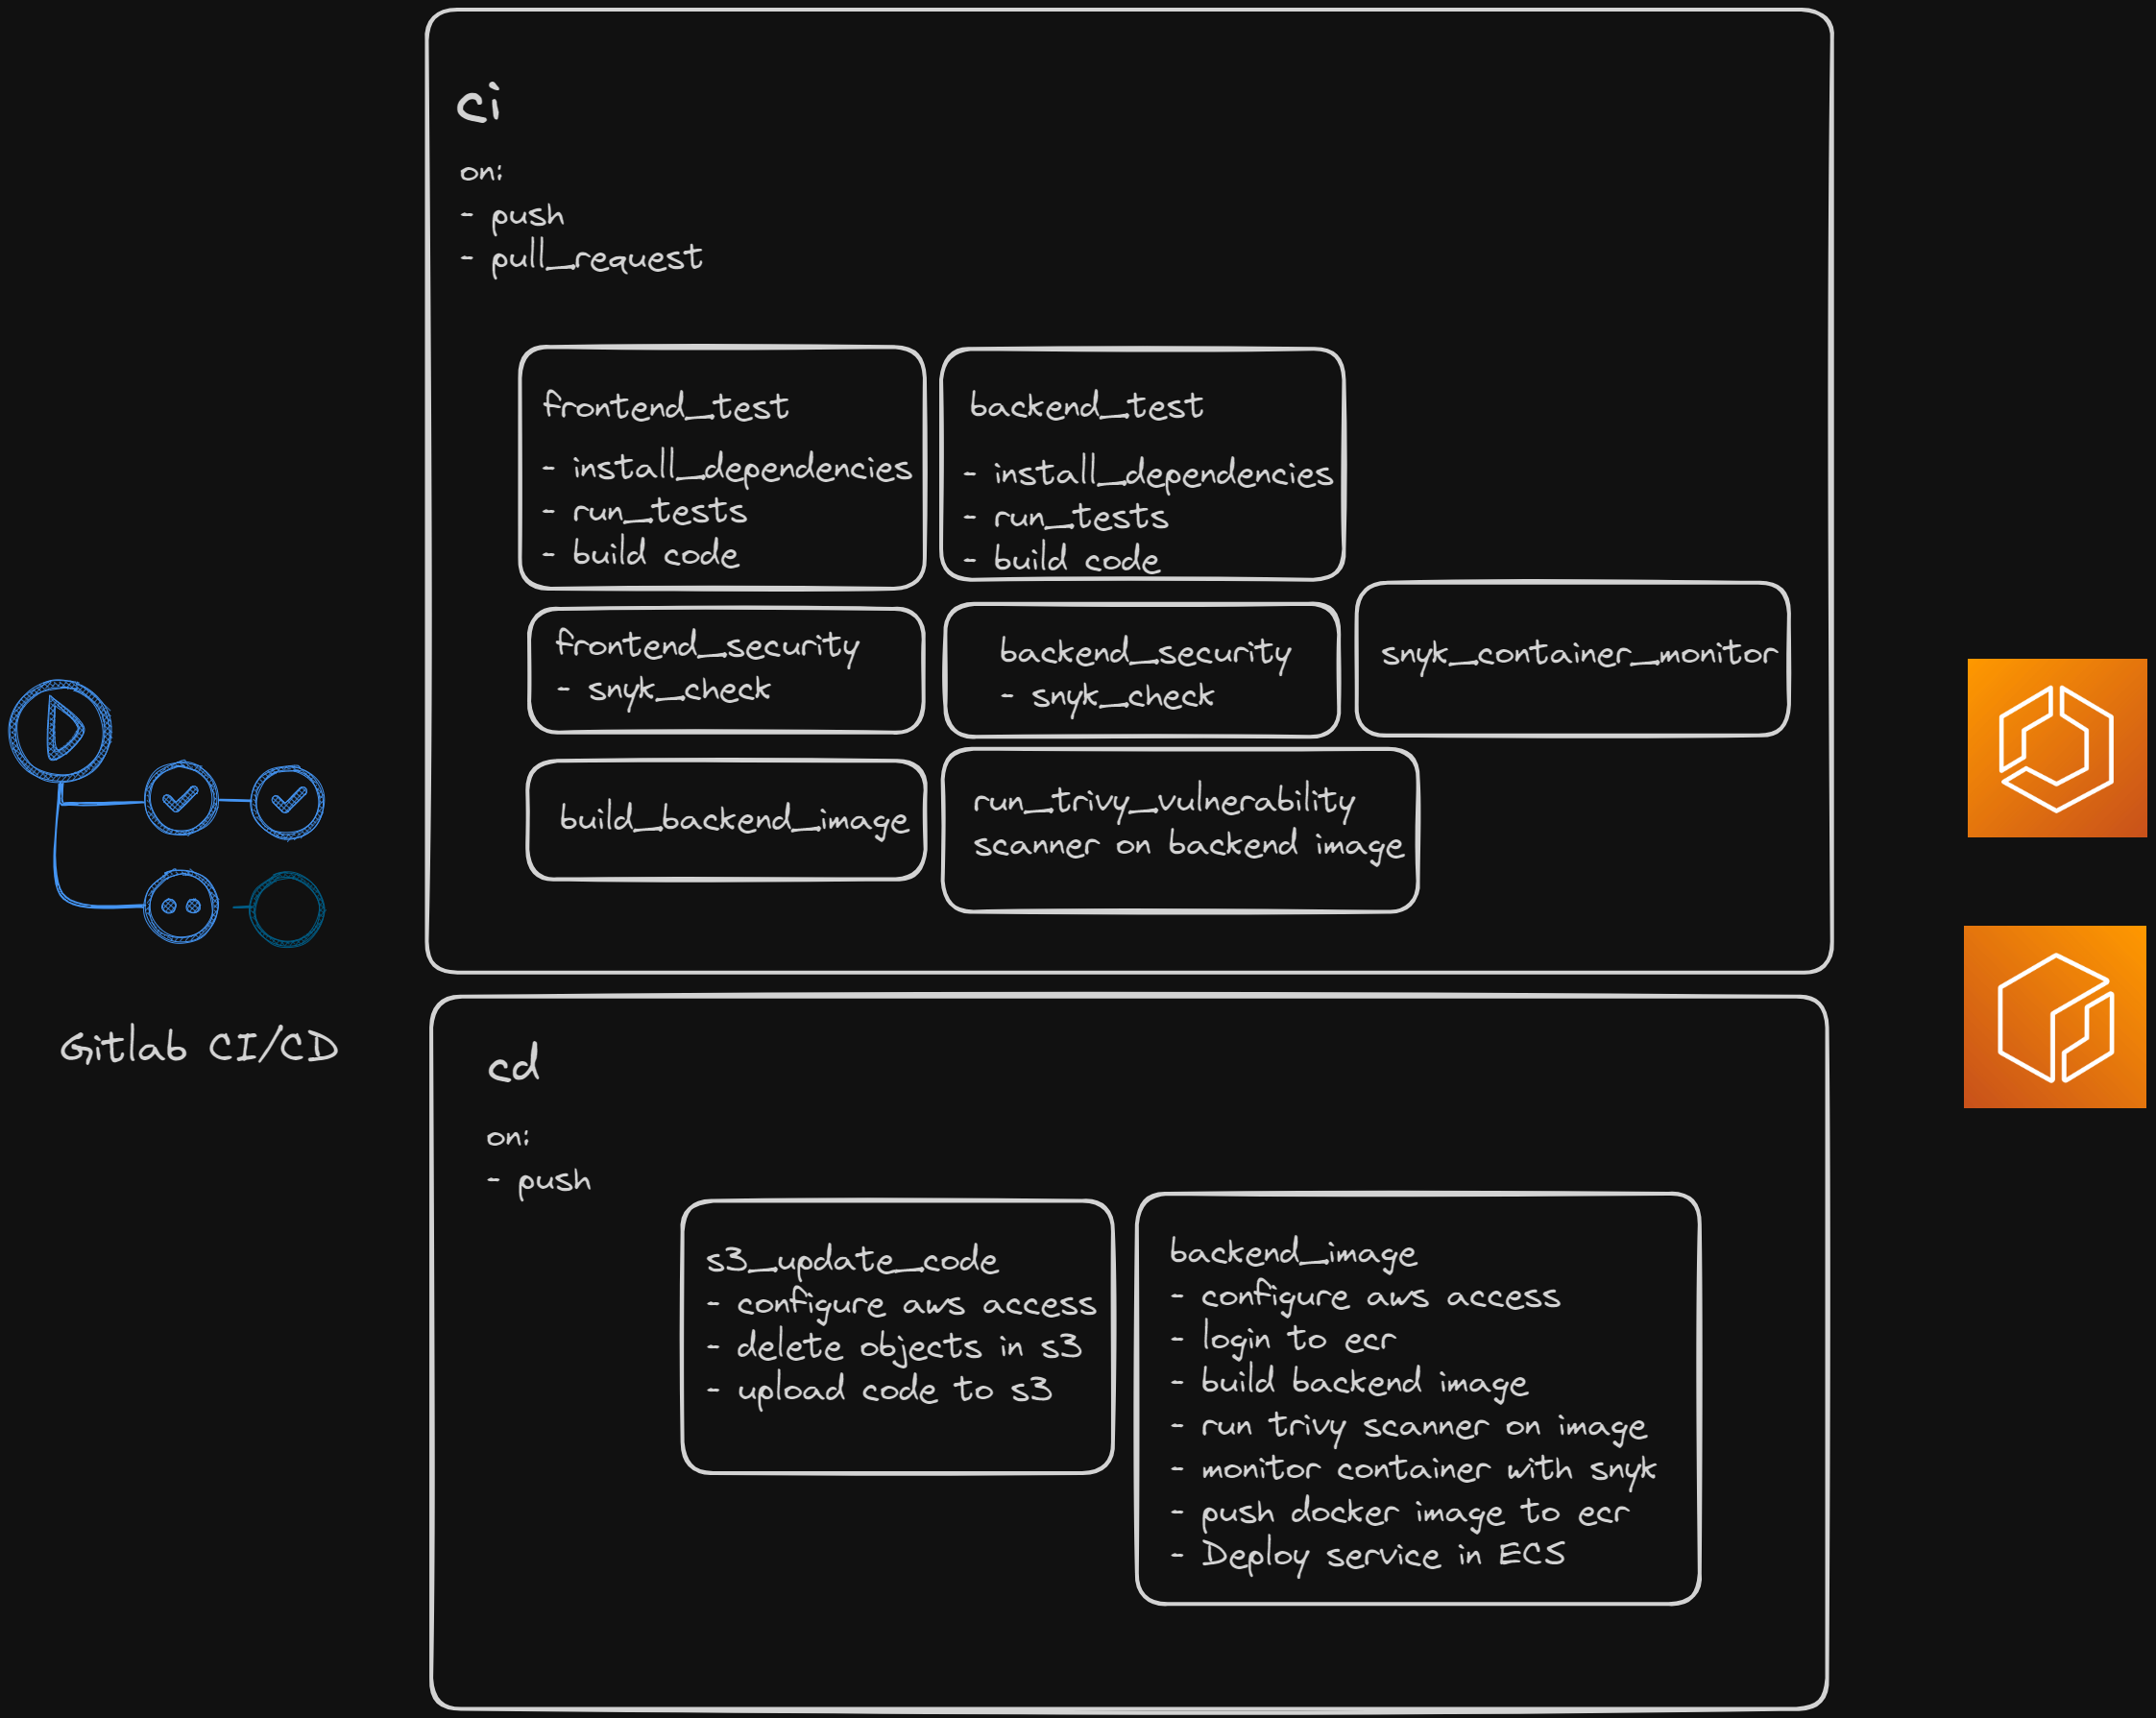 ci
on:
- push
- pull_request
frontend_test
- install_dependencies
- run_tests
- build code
backend_test
- install_dependencies
- run_tests
- build code
frontend_security
- snyk_check
backend_security
- snyk_check
snyk_container_monitor
build_backend_image
run_trivy_vulnerability
scanner on backend image
Gitlab CI/CD
cd
on:
- push
s3_update_code
- configure aws access
- delete objects in s3
- upload code to s3
backend_image
- configure aws access
- login to ecr
- build backend image
- run trivy scanner on image
- monitor container with snyk
- push docker image to ecr
- Deploy service in ECS